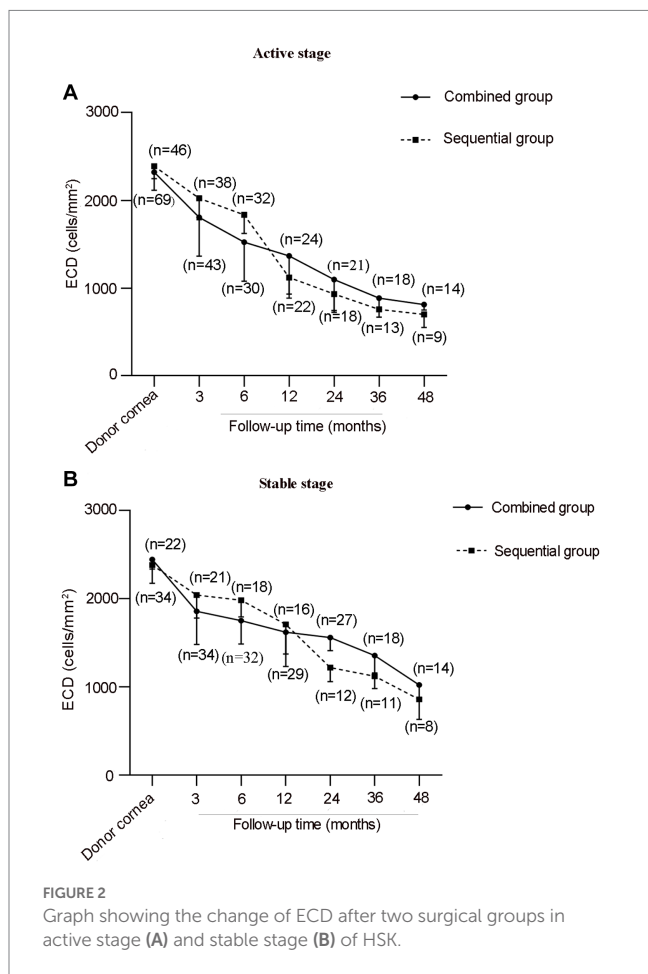 Active stage
A
Combined group
Sequential group
3000
2000
1000
0
ECD (cells/mm²)
(n=46)
(n=38)
(n=32)
(n=24)
(n=21)
(n=18)
(n=14)
(n=69)
(n=43)
(n=30)
(n=22)
(n=18)
(n=13)
(n=9)
Donor cornea
3
6
12
24
36
48
Follow-up time (months)
B
Stable stage
Combined group
Sequential group
3000
2000
1000
0
ECD (cells/mm²)
(n=22)
(n=21)
(n=18)
(n=16)
(n=27)
(n=18)
(n=14)
(n=34)
(n=34)
(n=32)
(n=29)
(n=12)
(n=11)
(n=8)
Donor cornea
3
6
12
24
36
48
Follow-up time (months)
FIGURE 2
Graph showing the change of ECD after two surgical groups in
active stage (A) and stable stage (B) of HSK.